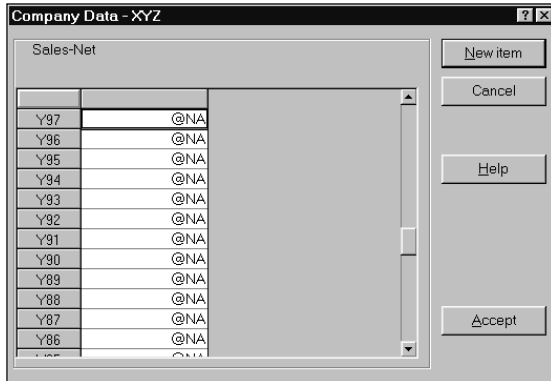 Company Data - XYZ
Sales-Net
New item
Cancel
Help
Accept
Y97 @NA
Y96 @NA
Y95 @NA
Y94 @NA
Y93 @NA
Y92 @NA
Y91 @NA
Y90 @NA
Y89 @NA
Y88 @NA
Y87 @NA
Y86 @NA